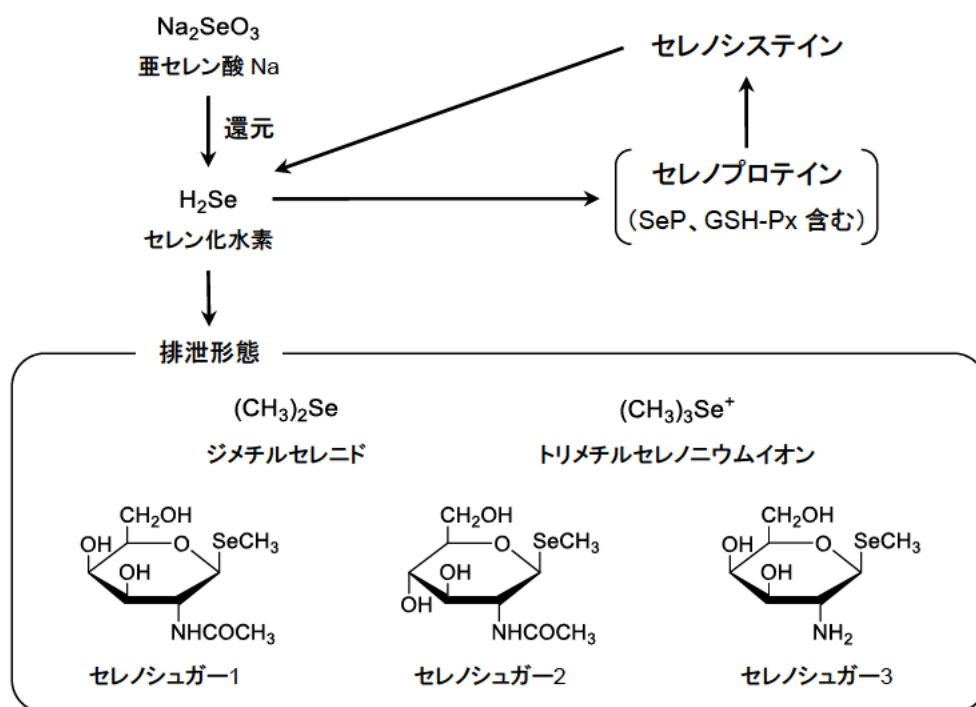 Na₂SeO₃
亜セレン酸 Na
還元
H₂Se
セレン化水素
セレノシステイン
セレノプロテイン
（SeP、GSH-Px 含む）
排泄形態
(CH₃)₂Se
ジメチルセレニド
(CH₃)₃Se⁺
トリメチルセレノニウムイオン
CH₂OH
SeCH₃
OH
O
OH
NHCOCH₃
セレノシュガー1
CH₂OH
SeCH₃
O
OH
OH
NHCOCH₃
セレノシュガー2
CH₂OH
SeCH₃
OH
O
OH
NH₂
セレノシュガー3